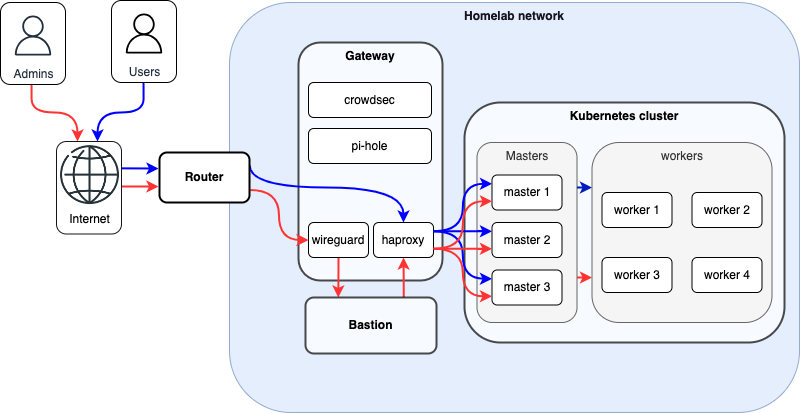 Homelab network
Admins
Users
Gateway
crowdsec
pi-hole
Kubernetes cluster
Masters
workers
Internet
Router
wireguard
haproxy
master 1
master 2
master 3
worker 1
worker 2
worker 3
worker 4
Bastion